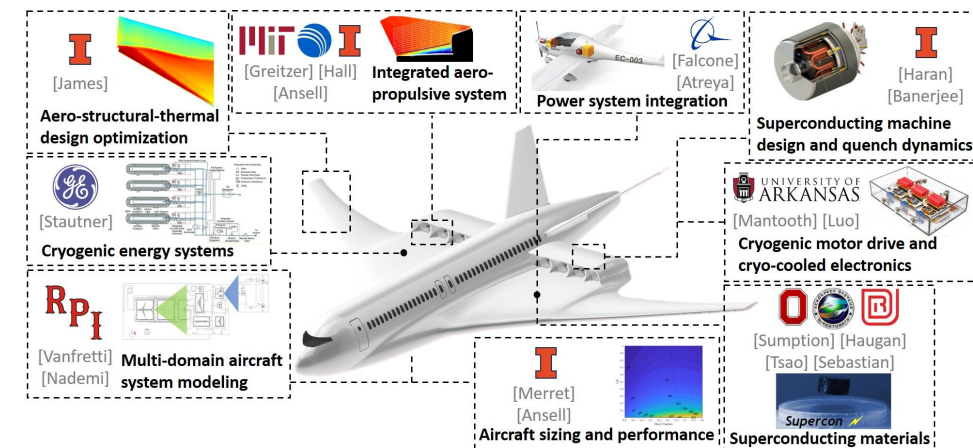 I
[James]
Aero-structural-thermal
design optimization
MIT
I
[Greitzer] [Hall]
[Ansell]
Integrated aero-
propulsive system
EC-003
[Falcone]
[Atreya]
Power system integration
I
[Haran]
[Banerjee]
Superconducting machine
design and quench dynamics
GE
[Stautner]
Cryogenic energy systems
UNIVERSITY OF
ARKANSAS
[Mantooth] [Luo]
Cryogenic motor drive and
cryo-cooled electronics
RPI
[Vanfretti]
[Nademi]
Multi-domain aircraft
system modeling
I
[Merret]
[Ansell]
Aircraft sizing and performance
O
[Sumption] [Haugan]
[Tsao] [Sebastian]
Supercon
Superconducting materials